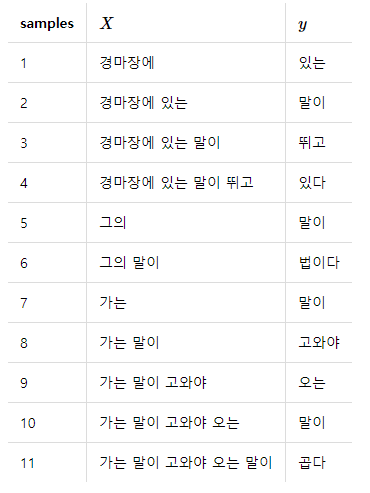 samples X y
1 경마장에 있는
2 경마장에 있는 말이
3 경마장에 있는 말이 뛰고
4 경마장에 있는 말이 뛰고 있다
5 그의 말이
6 그의 말이 법이다
7 가는 말이
8 가는 말이 고와야
9 가는 말이 고와야 오는
10 가는 말이 고와야 오는 말이
11 가는 말이 고와야 오는 말이 곱다